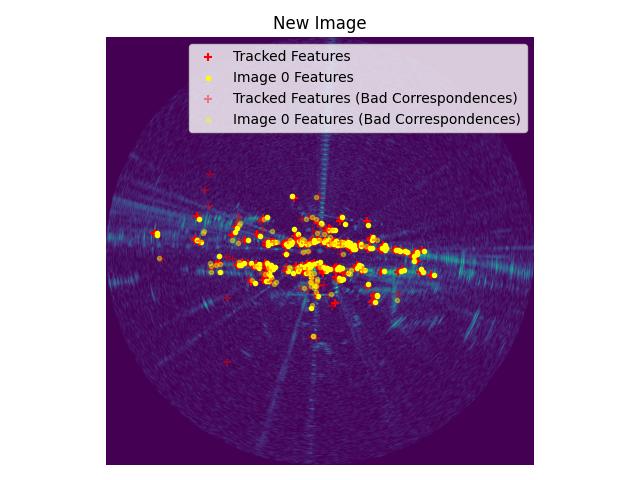 New Image
Tracked Features
Image 0 Features
Tracked Features (Bad Correspondences)
Image 0 Features (Bad Correspondences)